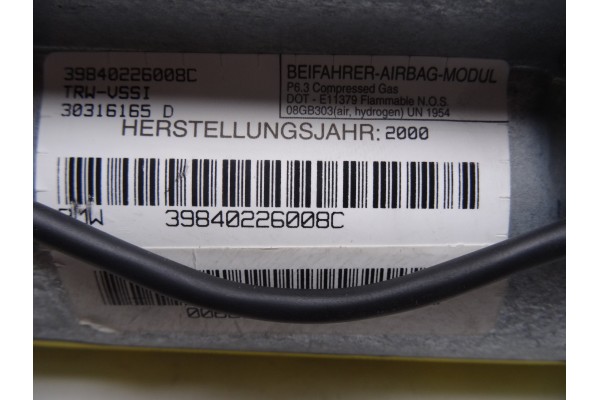 39840226008C
TRW-VSSI
30316165 D
BEIFAHRER-AIRBAG-MODUL
P6.3 Compressed Gas
DOT - E11379 Flammable N.O.S.
08GB303(air, hydrogen) UN 1954
HERSTELLUNGSJAHR: 2000
BMW 39840226008C